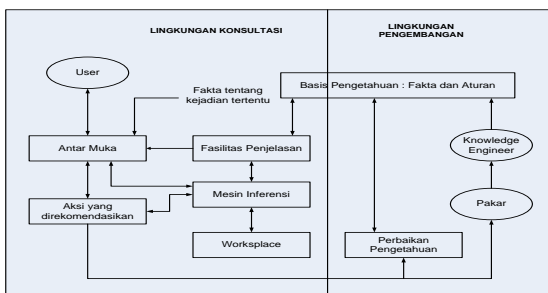 LINGKUNGAN KONSULTASI
LINGKUNGAN
PENGEMBANGAN
User
Fakta tentang
kejadian tertentu
Basis Pengetahuan : Fakta dan Aturan
Antar Muka
Fasilitas Penjelasan
Knowledge
Engineer
Mesin Inferensi
Aksi yang
direkomendasikan
Pakar
Worksplace
Perbaikan
Pengetahuan